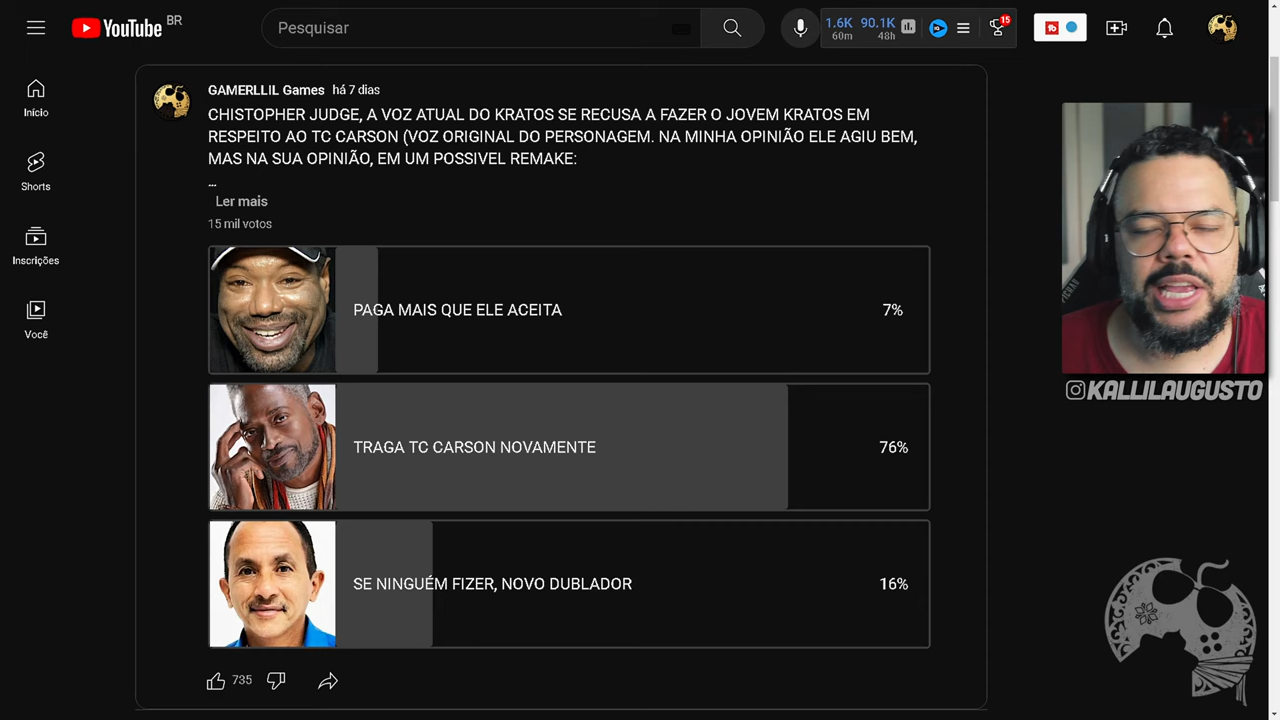 YouTube BR
Pesquisar
1.6K 90.1K
60m 48h
15
GAMERLLIL Games há 7 dias
CHISTOPHER JUDGE, A VOZ ATUAL DO KRATOS SE RECUSA A FAZER O JOVEM KRATOS EM
RESPEITO AO TC CARSON (VOZ ORIGINAL DO PERSONAGEM. NA MINHA OPINIÃO ELE AGIU BEM,
MAS NA SUA OPINIÃO, EM UM POSSIVEL REMAKE:
...
Ler mais
15 mil votos
PAGA MAIS QUE ELE ACEITA 7%
TRAGA TC CARSON NOVAMENTE 76%
SE NINGUÉM FIZER, NOVO DUBLADOR 16%
735
Início
Shorts
Inscrições
Você
KALLILAUGUSTO